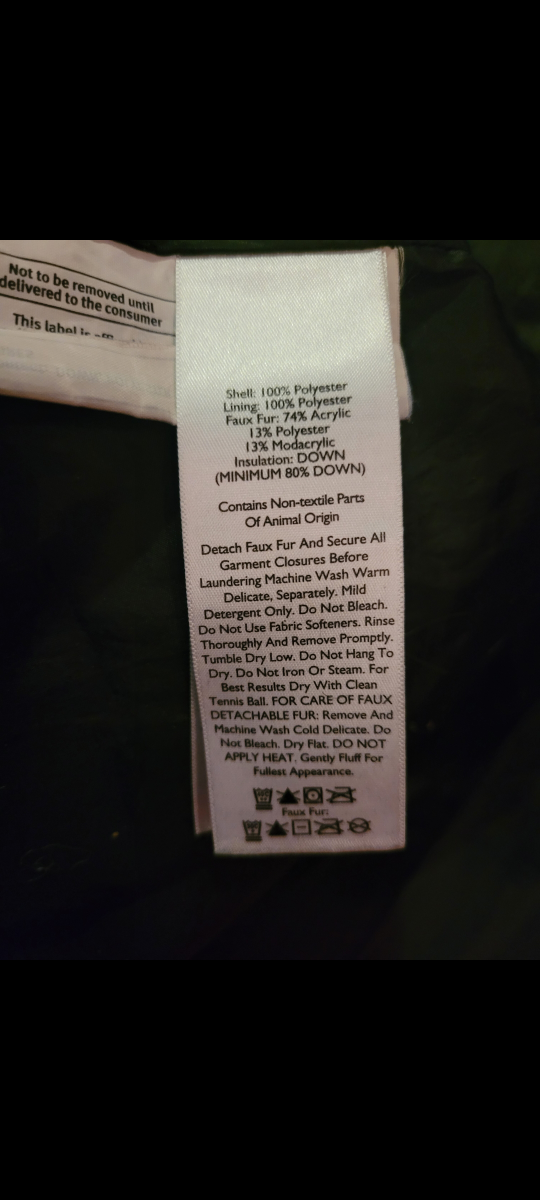 Not to be removed until
delivered to the consumer
This label is
Shell: 100% Polyester
Lining: 100% Polyester
Faux Fur: 74% Acrylic
13% Polyester
13% Modacrylic
Insulation: DOWN
(MINIMUM 80% DOWN)
Contains Non-textile Parts
Of Animal Origin
Detach Faux Fur And Secure All
Garment Closures Before
Laundering Machine Wash Warm
Delicate, Separately. Mild
Detergent Only. Do Not Bleach.
Do Not Use Fabric Softeners. Rinse
Thoroughly And Remove Promptly.
Tumble Dry Low. Do Not Hang To
Dry. Do Not Iron Or Steam. For
Best Results Dry With Clean
Tennis Ball. FOR CARE OF FAUX
DETACHABLE FUR: Remove And
Machine Wash Cold Delicate. Do
Not Bleach. Dry Flat. DO NOT
APPLY HEAT. Gently Fluff For
Fullest Appearance.
Faux Fur: